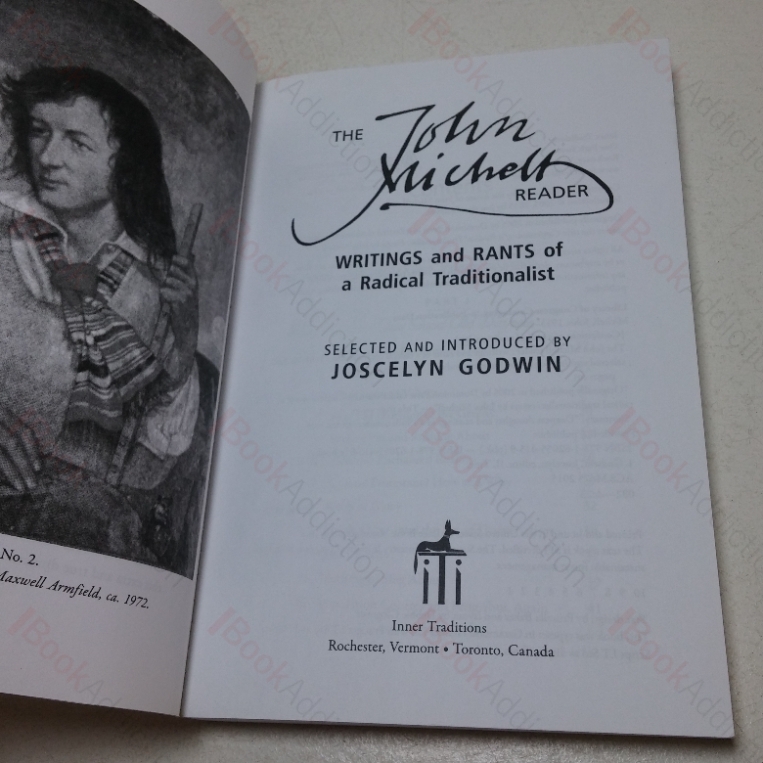 No. 2.
Maxwell Armfield, ca. 1972.
THE John
Michell
READER
WRITINGS and RANTS of
a Radical Traditionalist
SELECTED AND INTRODUCED BY
JOSCELYN GODWIN
iTi
Inner Traditions
Rochester, Vermont • Toronto, Canada
BookAddiction